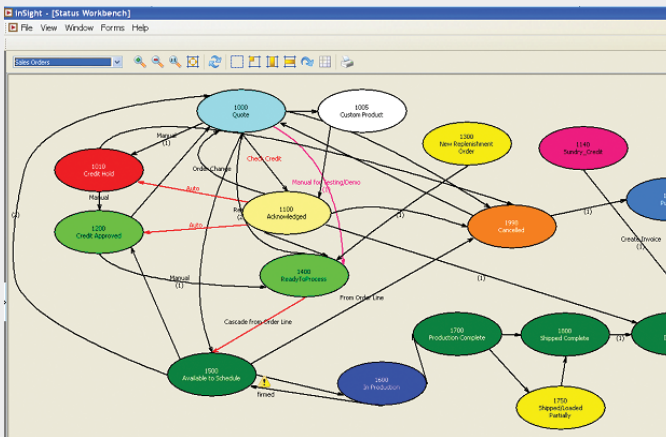 InSight - [Status Workbench]
File View Window Forms Help
Sales Orders
1000
Quote
1005
Custom Product
1300
New Replenishment
Order
1140
Sundry_Credit
Manual
(1)
1010
Credit Hold
Check Credit
Order Change
Manual for Testing/Demo
(1)
Auto
Manual
1100
Acknowledged
(1)
1990
Cancelled
(1)
(2)
1200
Credit Approved
Auto
Create Invoice
(1)
Manual
(1)
1400
ReadyToProcess
(1)
From Order Line
Cascade from Order Line
1700
Production Complete
1800
Shipped Complete
(1)
1500
Available to Schedule
firmed
1600
In Production
1750
Shipped/Loaded
Partially